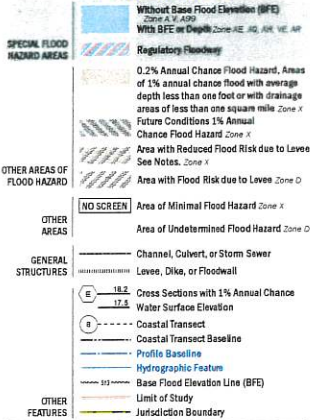 Without Base Flood Elevation (BFE)
Zone A, V, A99
With BFE or Depth Zone AE, AO, AH, VE, AR
SPECIAL FLOOD
HAZARD AREAS
Regulatory Floodway
0.2% Annual Chance Flood Hazard, Areas
of 1% annual chance flood with average
depth less than one foot or with drainage
areas of less than one square mile Zone X
Future Conditions 1% Annual
Chance Flood Hazard Zone X
Area with Reduced Flood Risk due to Levee
See Notes. Zone X
OTHER AREAS OF
FLOOD HAZARD
Area with Flood Risk due to Levee Zone D
NO SCREEN Area of Minimal Flood Hazard Zone X
OTHER
AREAS
Area of Undetermined Flood Hazard Zone D
GENERAL
STRUCTURES
Channel, Culvert, or Storm Sewer
Levee, Dike, or Floodwall
18.2 Cross Sections with 1% Annual Chance
17.5 Water Surface Elevation
8 Coastal Transect
Coastal Transect Baseline
Profile Baseline
Hydrographic Feature
513 Base Flood Elevation Line (BFE)
OTHER
FEATURES
Limit of Study
Jurisdiction Boundary